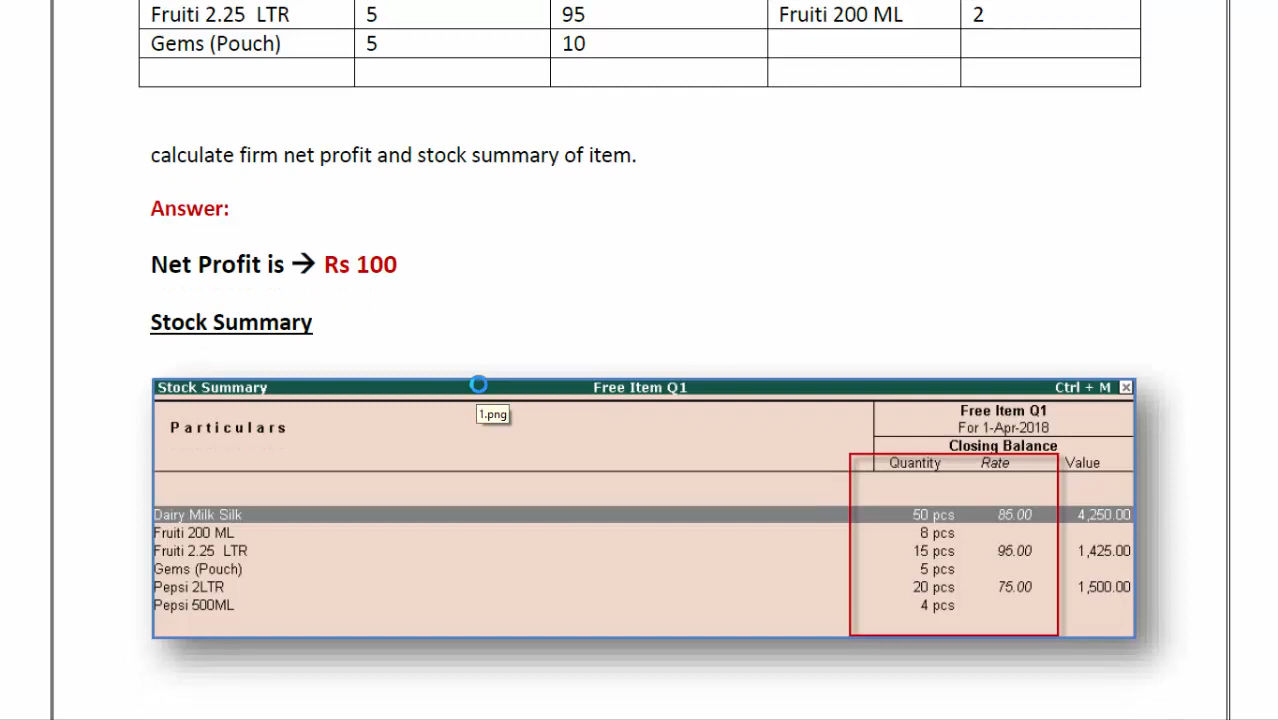 Fruiti 2.25  LTR 5 95 Fruiti 200 ML 2
Gems (Pouch) 5 10
calculate firm net profit and stock summary of item.
Answer:
Net Profit is → Rs 100
Stock Summary
Stock Summary Free Item Q1 Ctrl + M x
1.png
Free Item Q1
Particulars For 1-Apr-2018
Closing Balance
Quantity Rate Value
Dairy Milk Silk 50 pcs 85.00 4,250.00
Fruiti 200 ML 8 pcs
Fruiti 2.25  LTR 15 pcs 95.00 1,425.00
Gems (Pouch) 5 pcs
Pepsi 2LTR 20 pcs 75.00 1,500.00
Pepsi 500ML 4 pcs